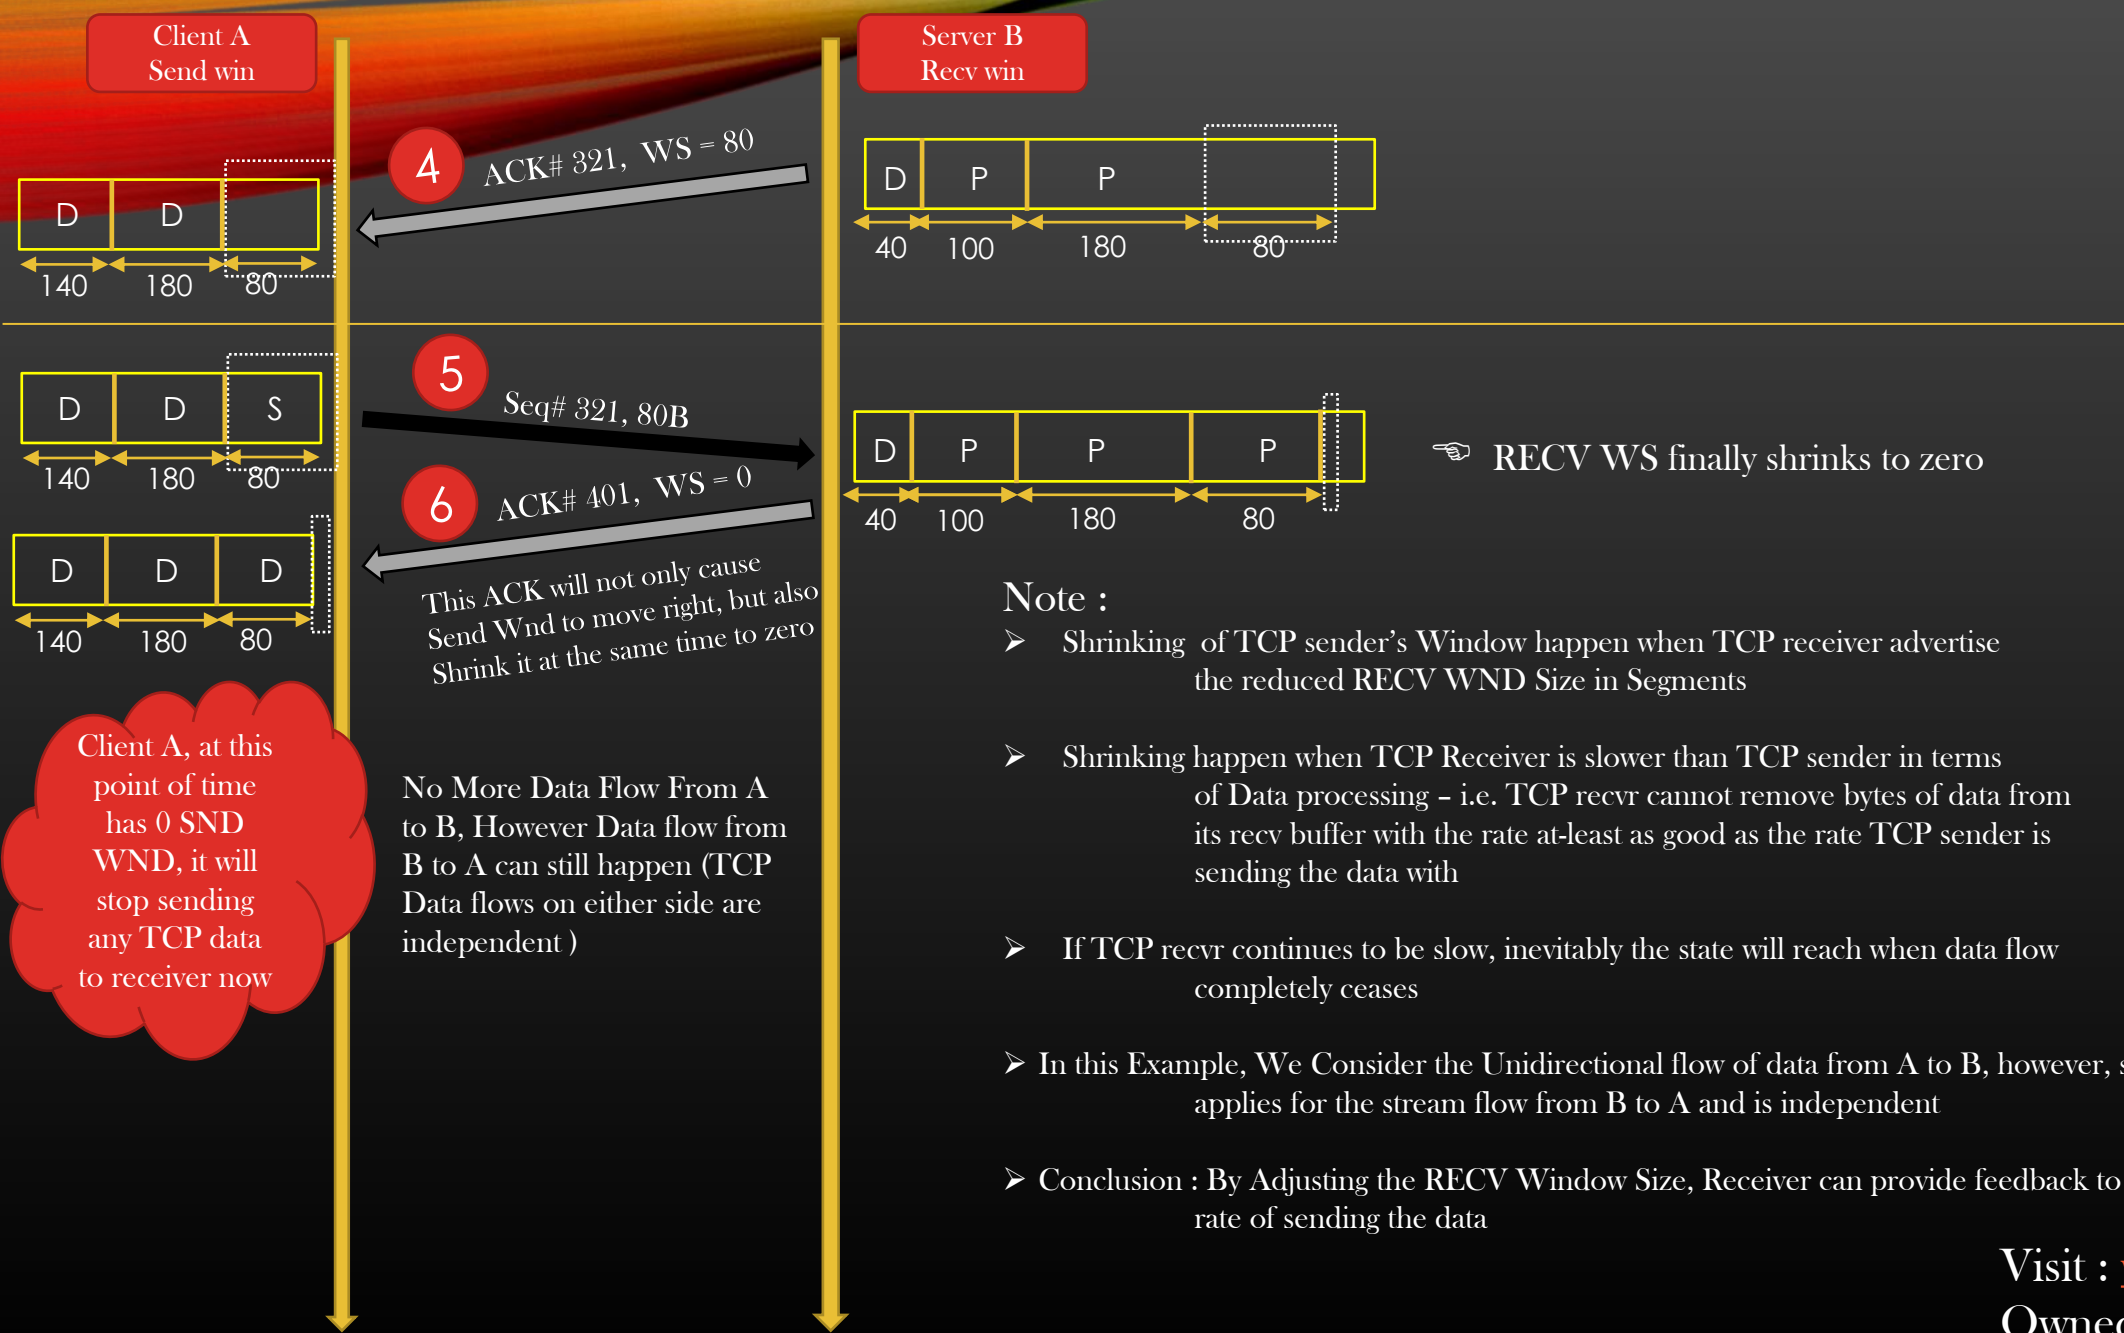 Client A
Send win
Server B
Recv win
4
ACK# 321, WS = 80
D D
140 180 80
D P P
40 100 180 80
5
Seq# 321, 80B
D D S
140 180 80
6
ACK# 401, WS = 0
D P P P
40 100 180 80
☜ RECV WS finally shrinks to zero
D D D
140 180 80
This ACK will not only cause
Send Wnd to move right, but also
Shrink it at the same time to zero
Client A, at this
point of time
has 0 SND
WND, it will
stop sending
any TCP data
to receiver now
No More Data Flow From A
to B, However Data flow from
B to A can still happen (TCP
Data flows on either side are
independent )
Note :
➢ Shrinking of TCP sender's Window happen when TCP receiver advertise
the reduced RECV WND Size in Segments
➢ Shrinking happen when TCP Receiver is slower than TCP sender in terms
of Data processing – i.e. TCP recvr cannot remove bytes of data from
its recv buffer with the rate at-least as good as the rate TCP sender is
sending the data with
➢ If TCP recvr continues to be slow, inevitably the state will reach when data flow
completely ceases
➢ In this Example, We Consider the Unidirectional flow of data from A to B, however,
applies for the stream flow from B to A and is independent
➢ Conclusion : By Adjusting the RECV Window Size, Receiver can provide feedback to
rate of sending the data
Visit :
Owned